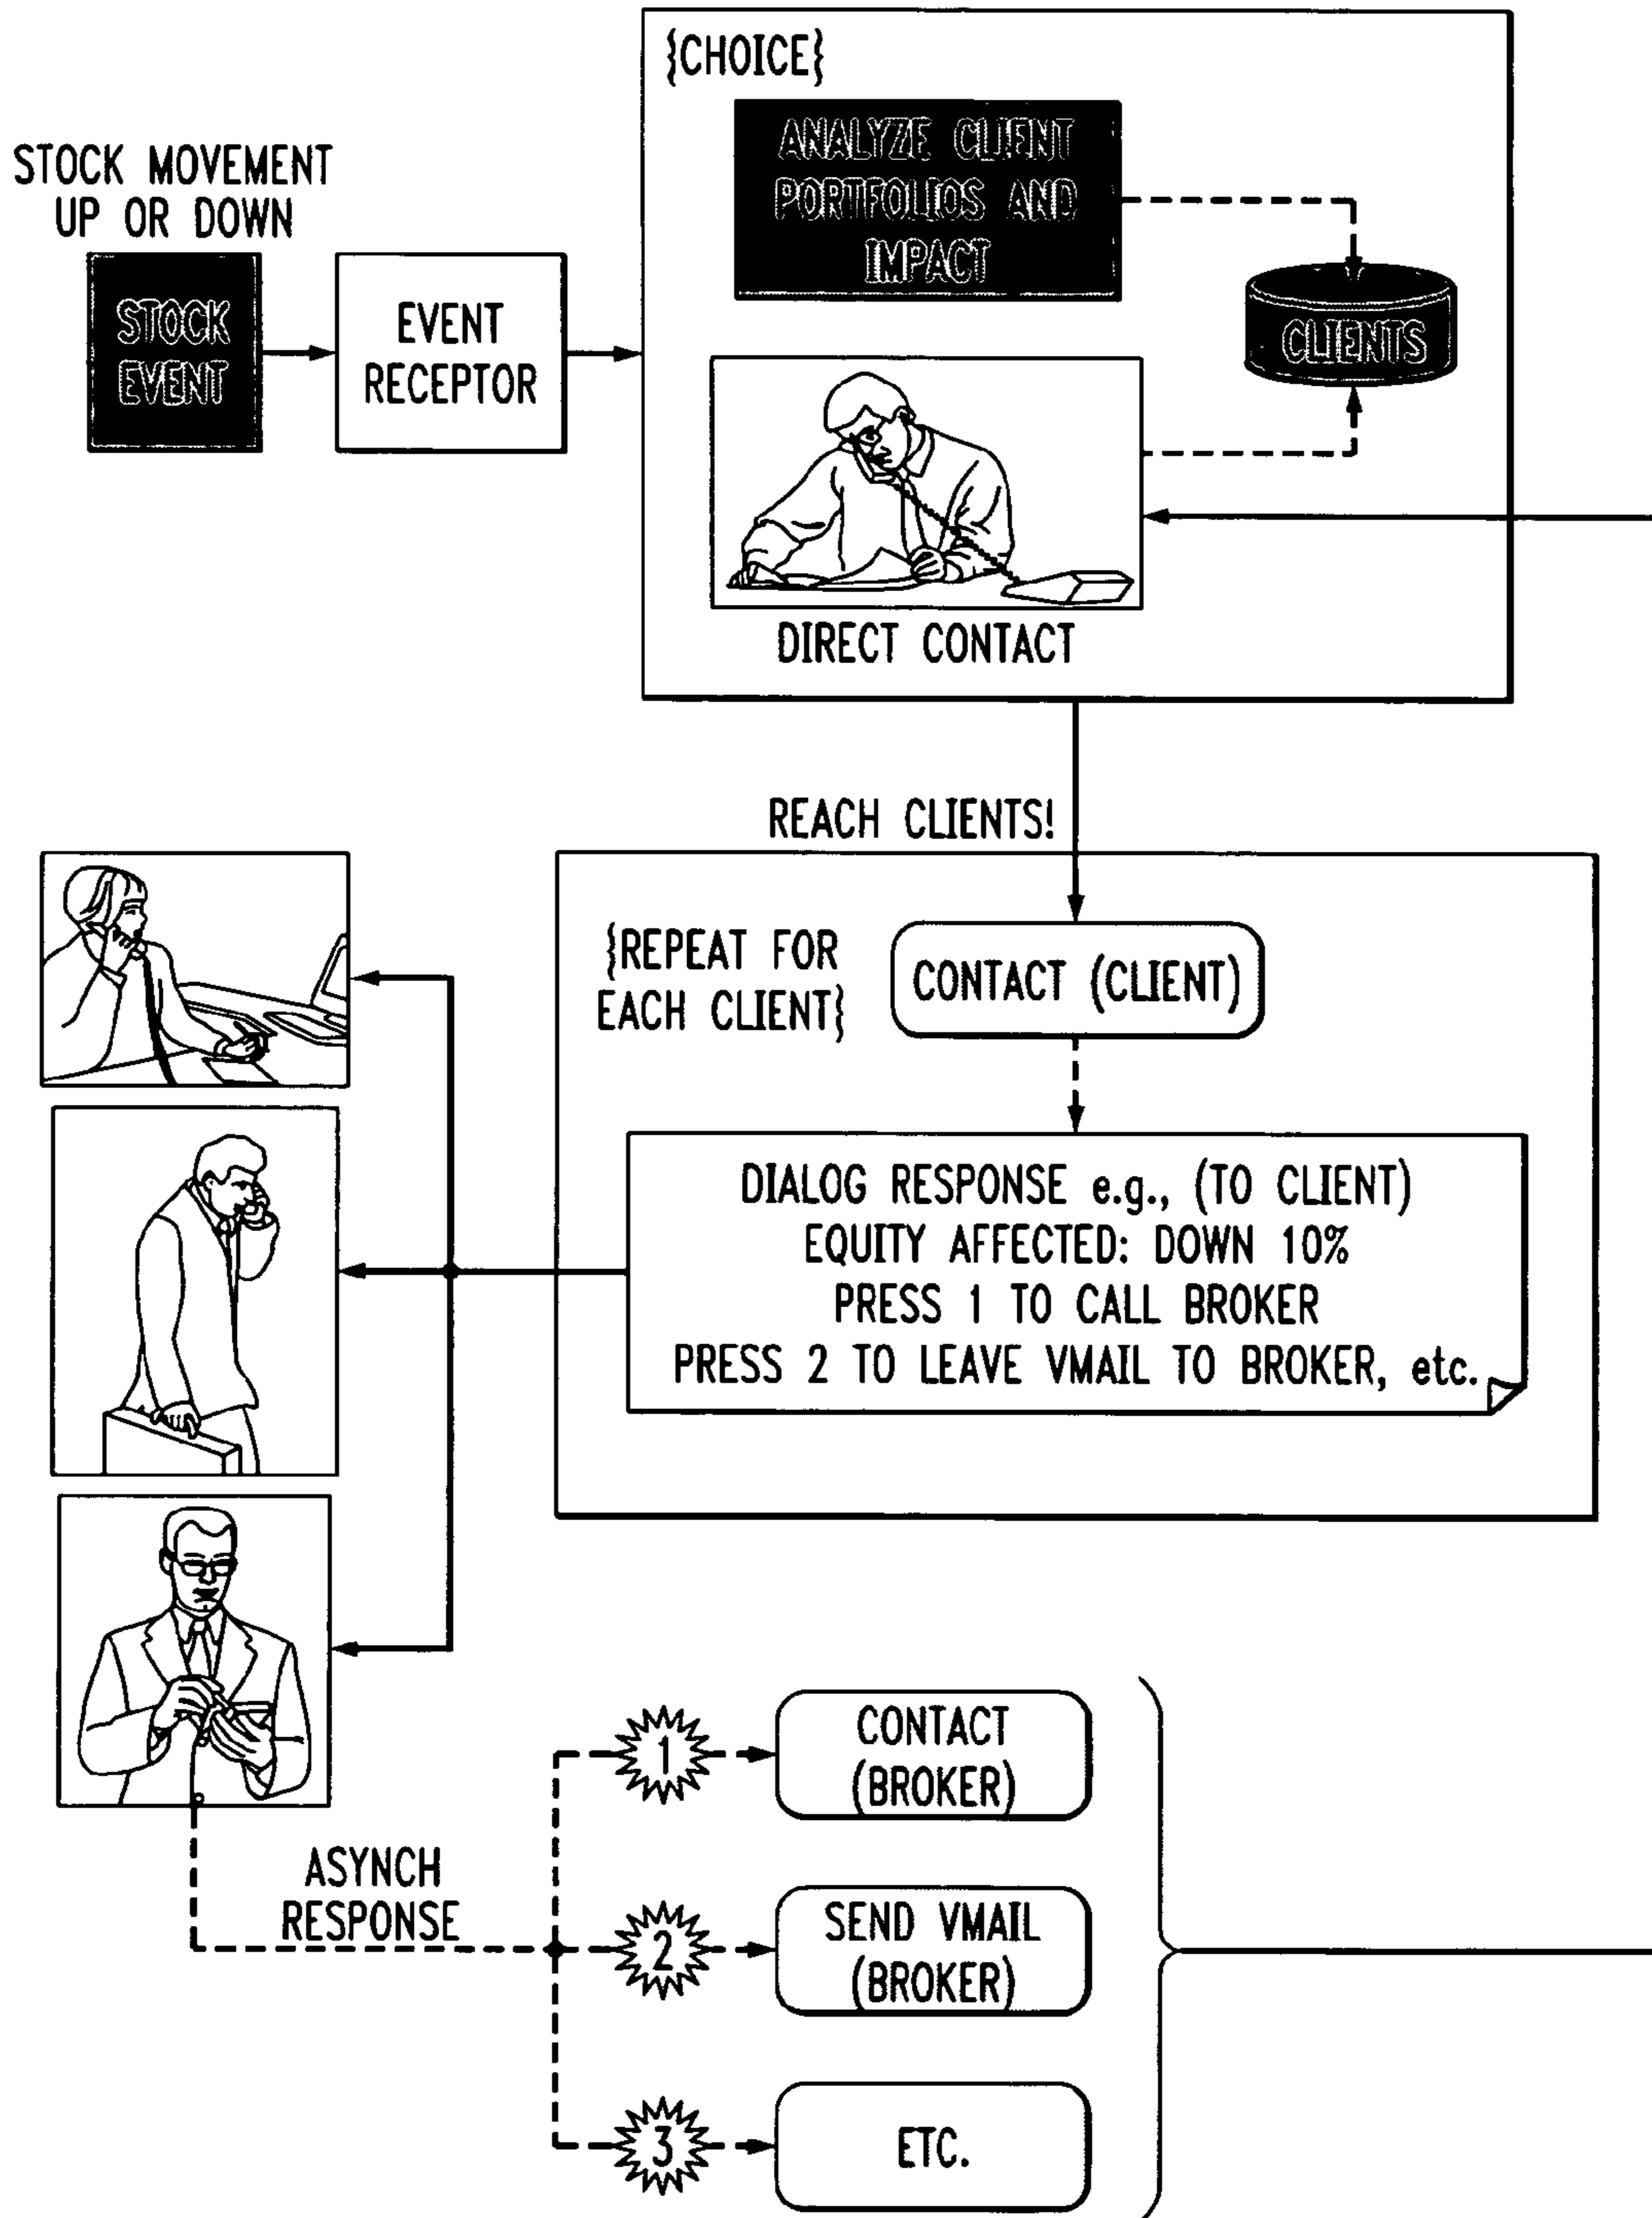 {CHOICE}
ANALYZE CLIENT
PORTFOLIOS AND
IMPACT
STOCK MOVEMENT
UP OR DOWN
STOCK
EVENT
EVENT
RECEPTOR
CLIENTS
DIRECT CONTACT
REACH CLIENTS!
{REPEAT FOR
EACH CLIENT}
CONTACT (CLIENT)
DIALOG RESPONSE e.g., (TO CLIENT)
EQUITY AFFECTED: DOWN 10%
PRESS 1 TO CALL BROKER
PRESS 2 TO LEAVE VMAIL TO BROKER, etc.
ASYNCH
RESPONSE
1
CONTACT
(BROKER)
2
SEND VMAIL
(BROKER)
3
ETC.